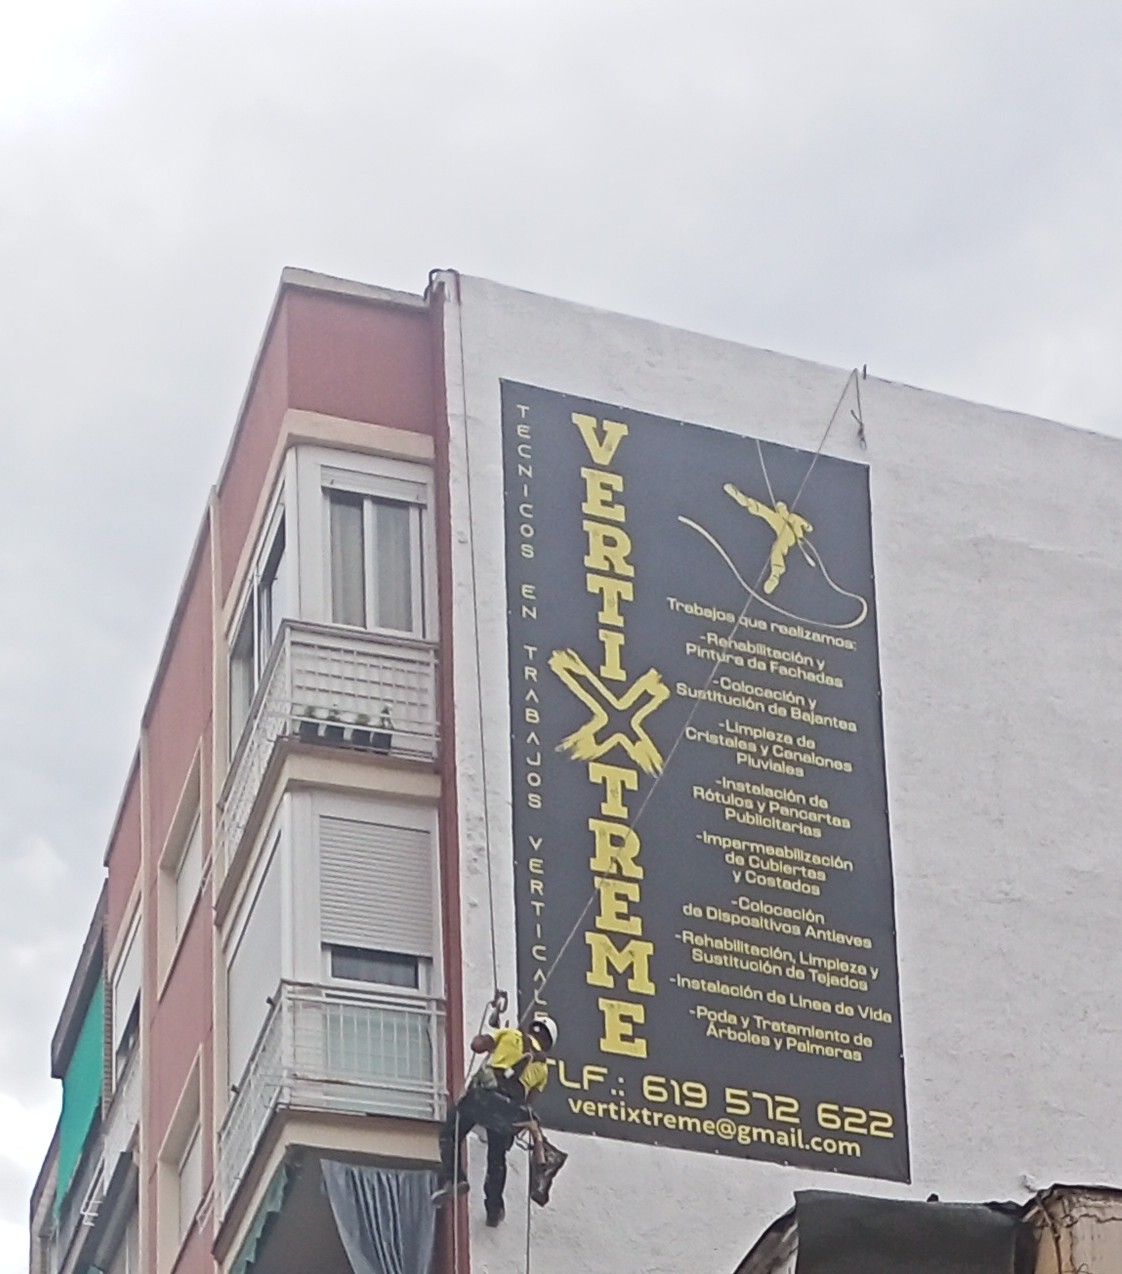 TECNICOS EN TRABAJOS VERTICALE
VERTIXTREME
Trabajos que realizamos:
-Rehabilitación y
Pintura de Fachadas
-Colocación y
Sustitución de Bajantes
-Limpieza de
Cristales y Canalones
Pluviales
-Instalación de
Rótulos y Pancartas
Publicitarias
-Impermeabilización
de Cubiertas
y Costados
-Colocación
de Dispositivos Antiaves
-Rehabilitación, Limpieza y
Sustitución de Tejados
-Instalación de Linea de Vida
-Poda y Tratamiento de
Árboles y Palmeras
TLF.: 619 572 622
vertixtreme@gmail.com